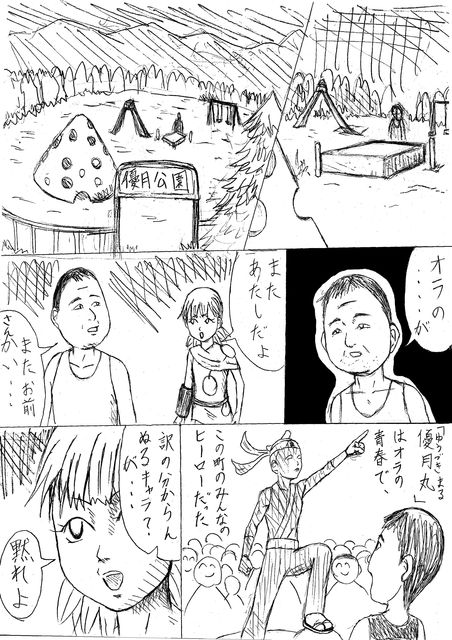 優月公園
オラの
・・・が
また
あたしだよ
またお前
さんかい・・・
ゆうづきまる
「優月丸」
はオラの
青春で、
この町のみんなの
ヒーローだった
訳の分からん
ぬるキャラて?
が・・・
黙れよ